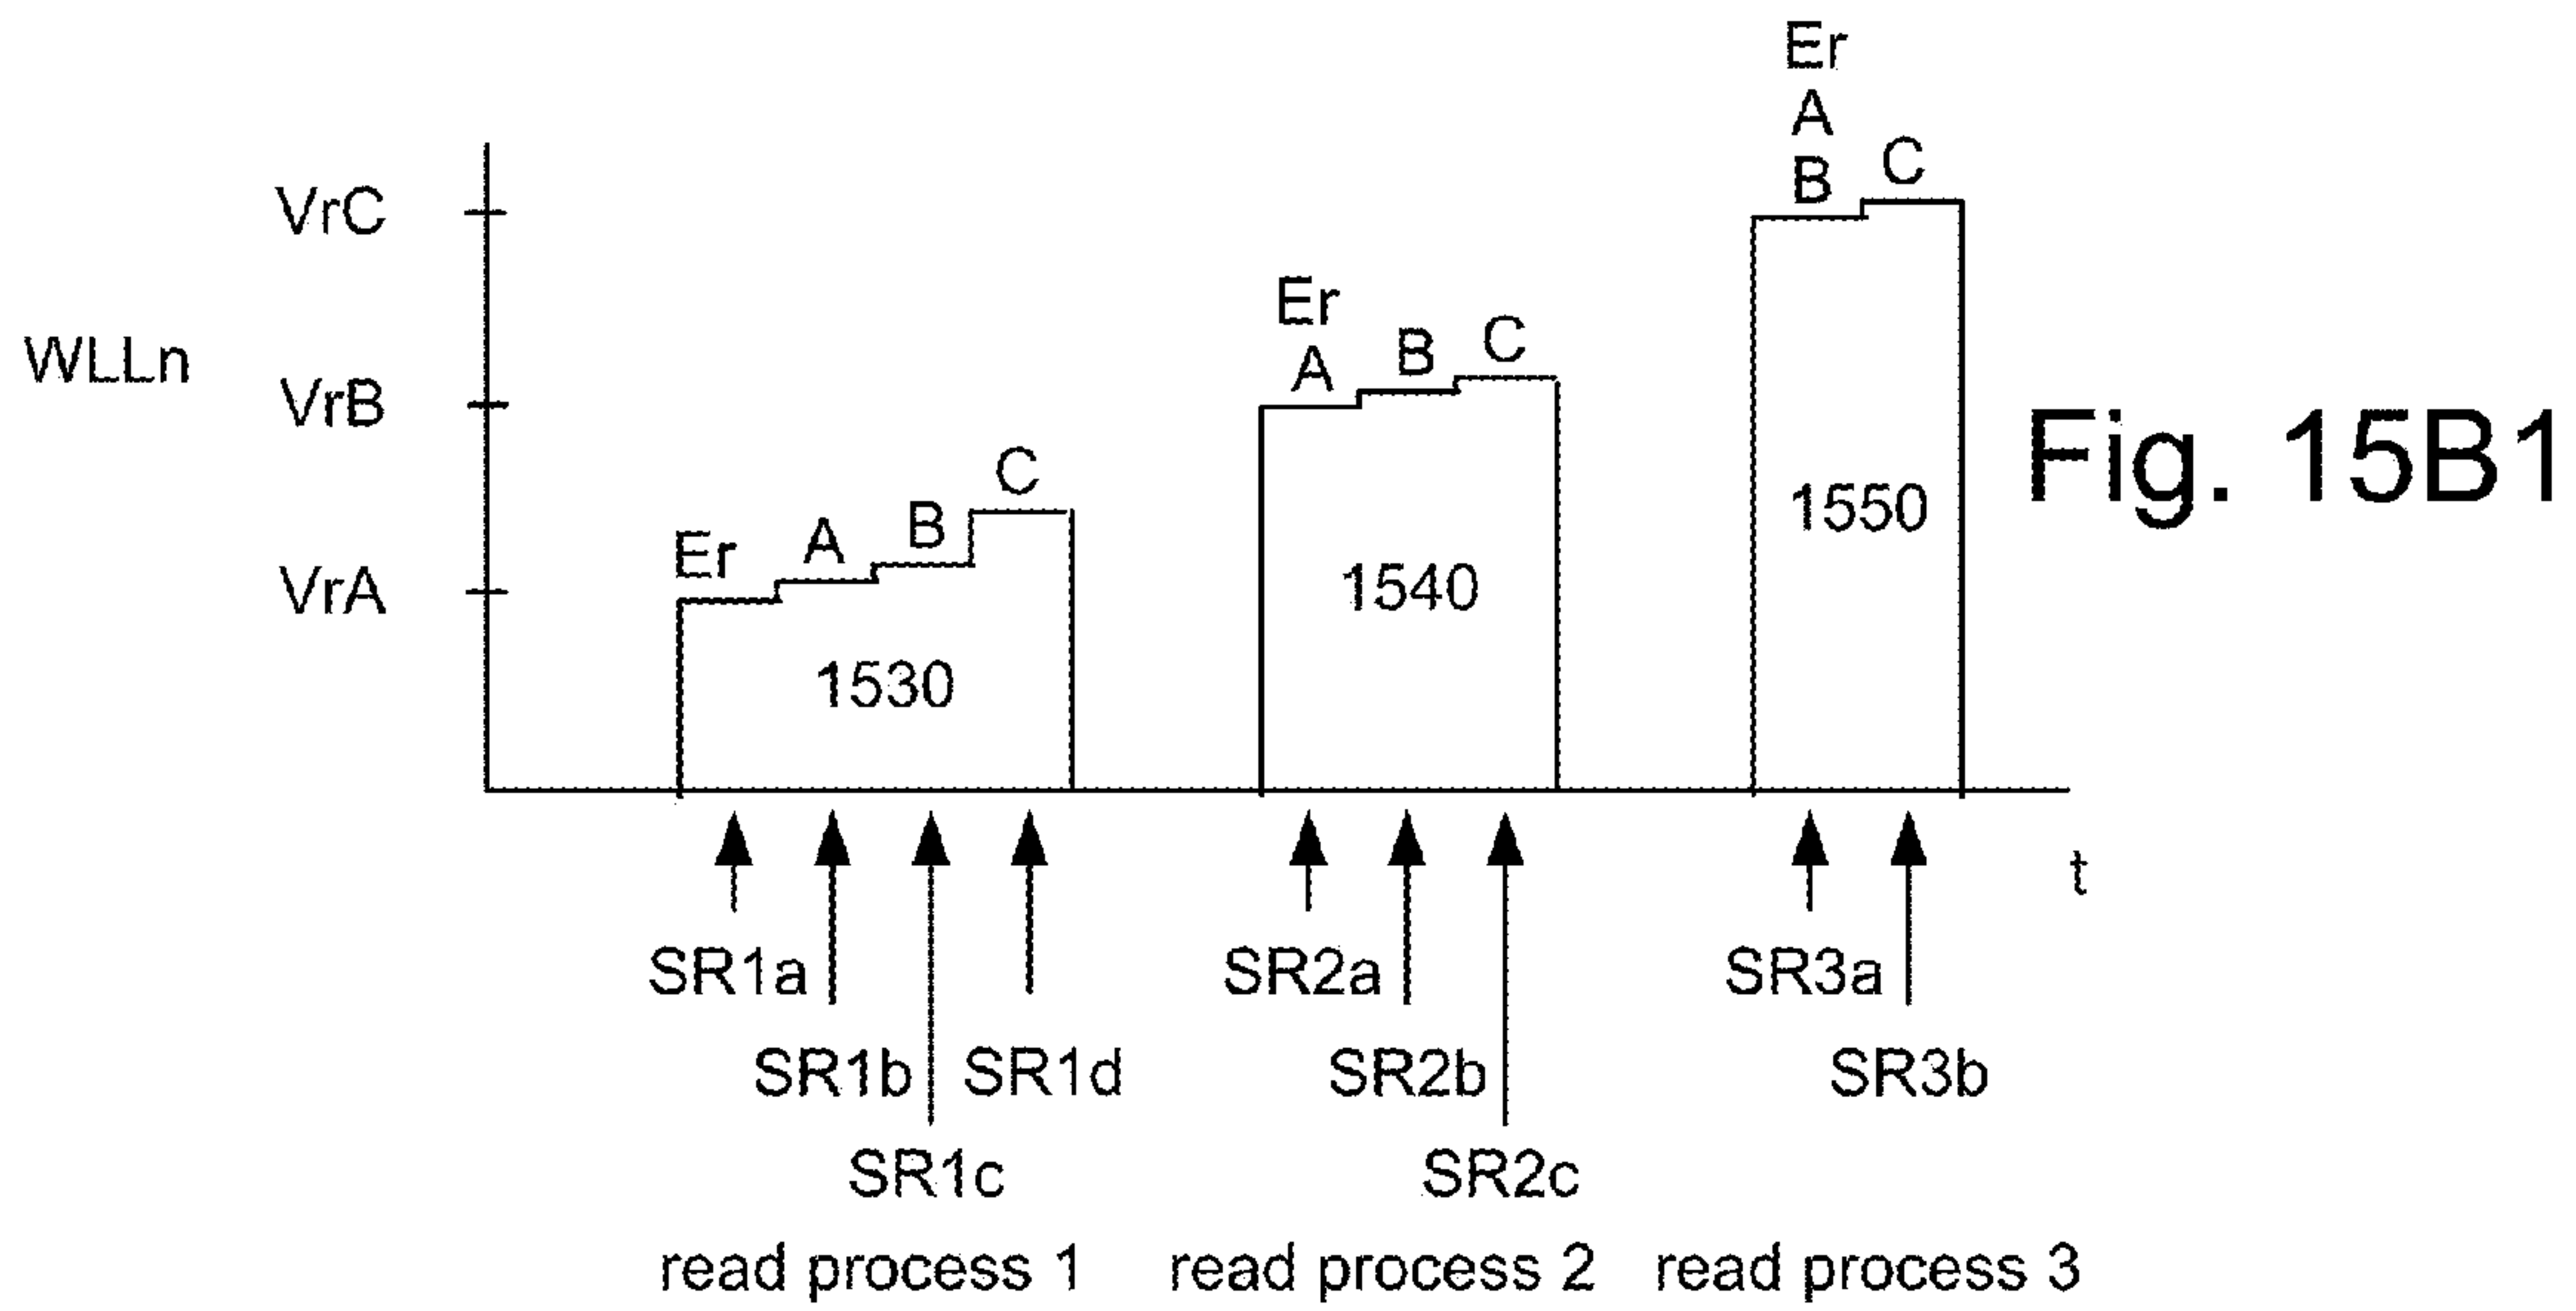 Er
A
B C
VrC
Er
A B C
WLLn
VrB
Fig. 15B1
C
1550
Er A B
VrA
1540
1530
t
SR1a SR2a SR3a
SR1b SR1d SR2b SR3b
SR1c SR2c
read process 1 read process 2 read process 3